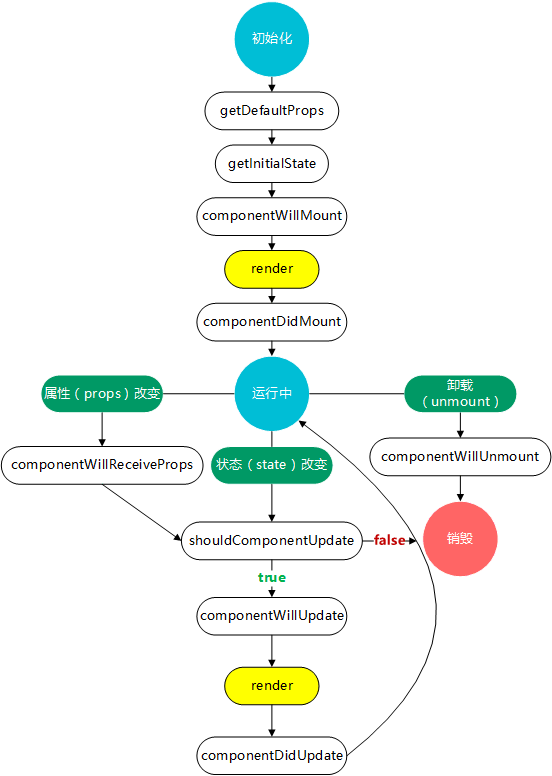 初始化
getDefaultProps
getInitialState
componentWillMount
render
componentDidMount
属性（props）改变
运行中
卸载
（unmount）
componentWillReceiveProps
状态（state）改变
componentWillUnmount
shouldComponentUpdate
false
销毁
true
componentWillUpdate
render
componentDidUpdate